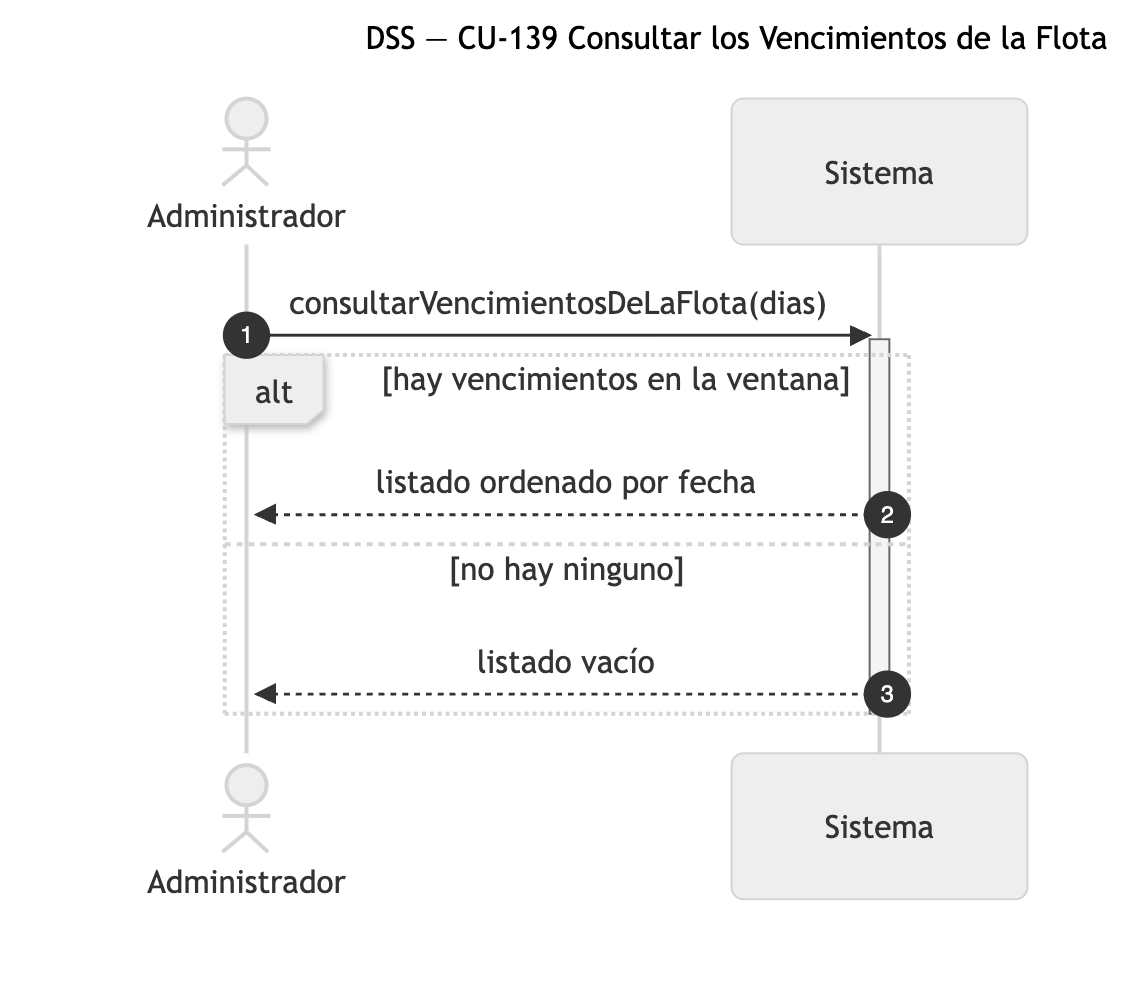 DSS — CU-139 Consultar los Vencimientos de la Flota
Administrador
Sistema
consultarVencimientosDeLaFlota(dias)
1
alt
[hay vencimientos en la ventana]
listado ordenado por fecha
2
[no hay ninguno]
listado vacío
3
Administrador
Sistema